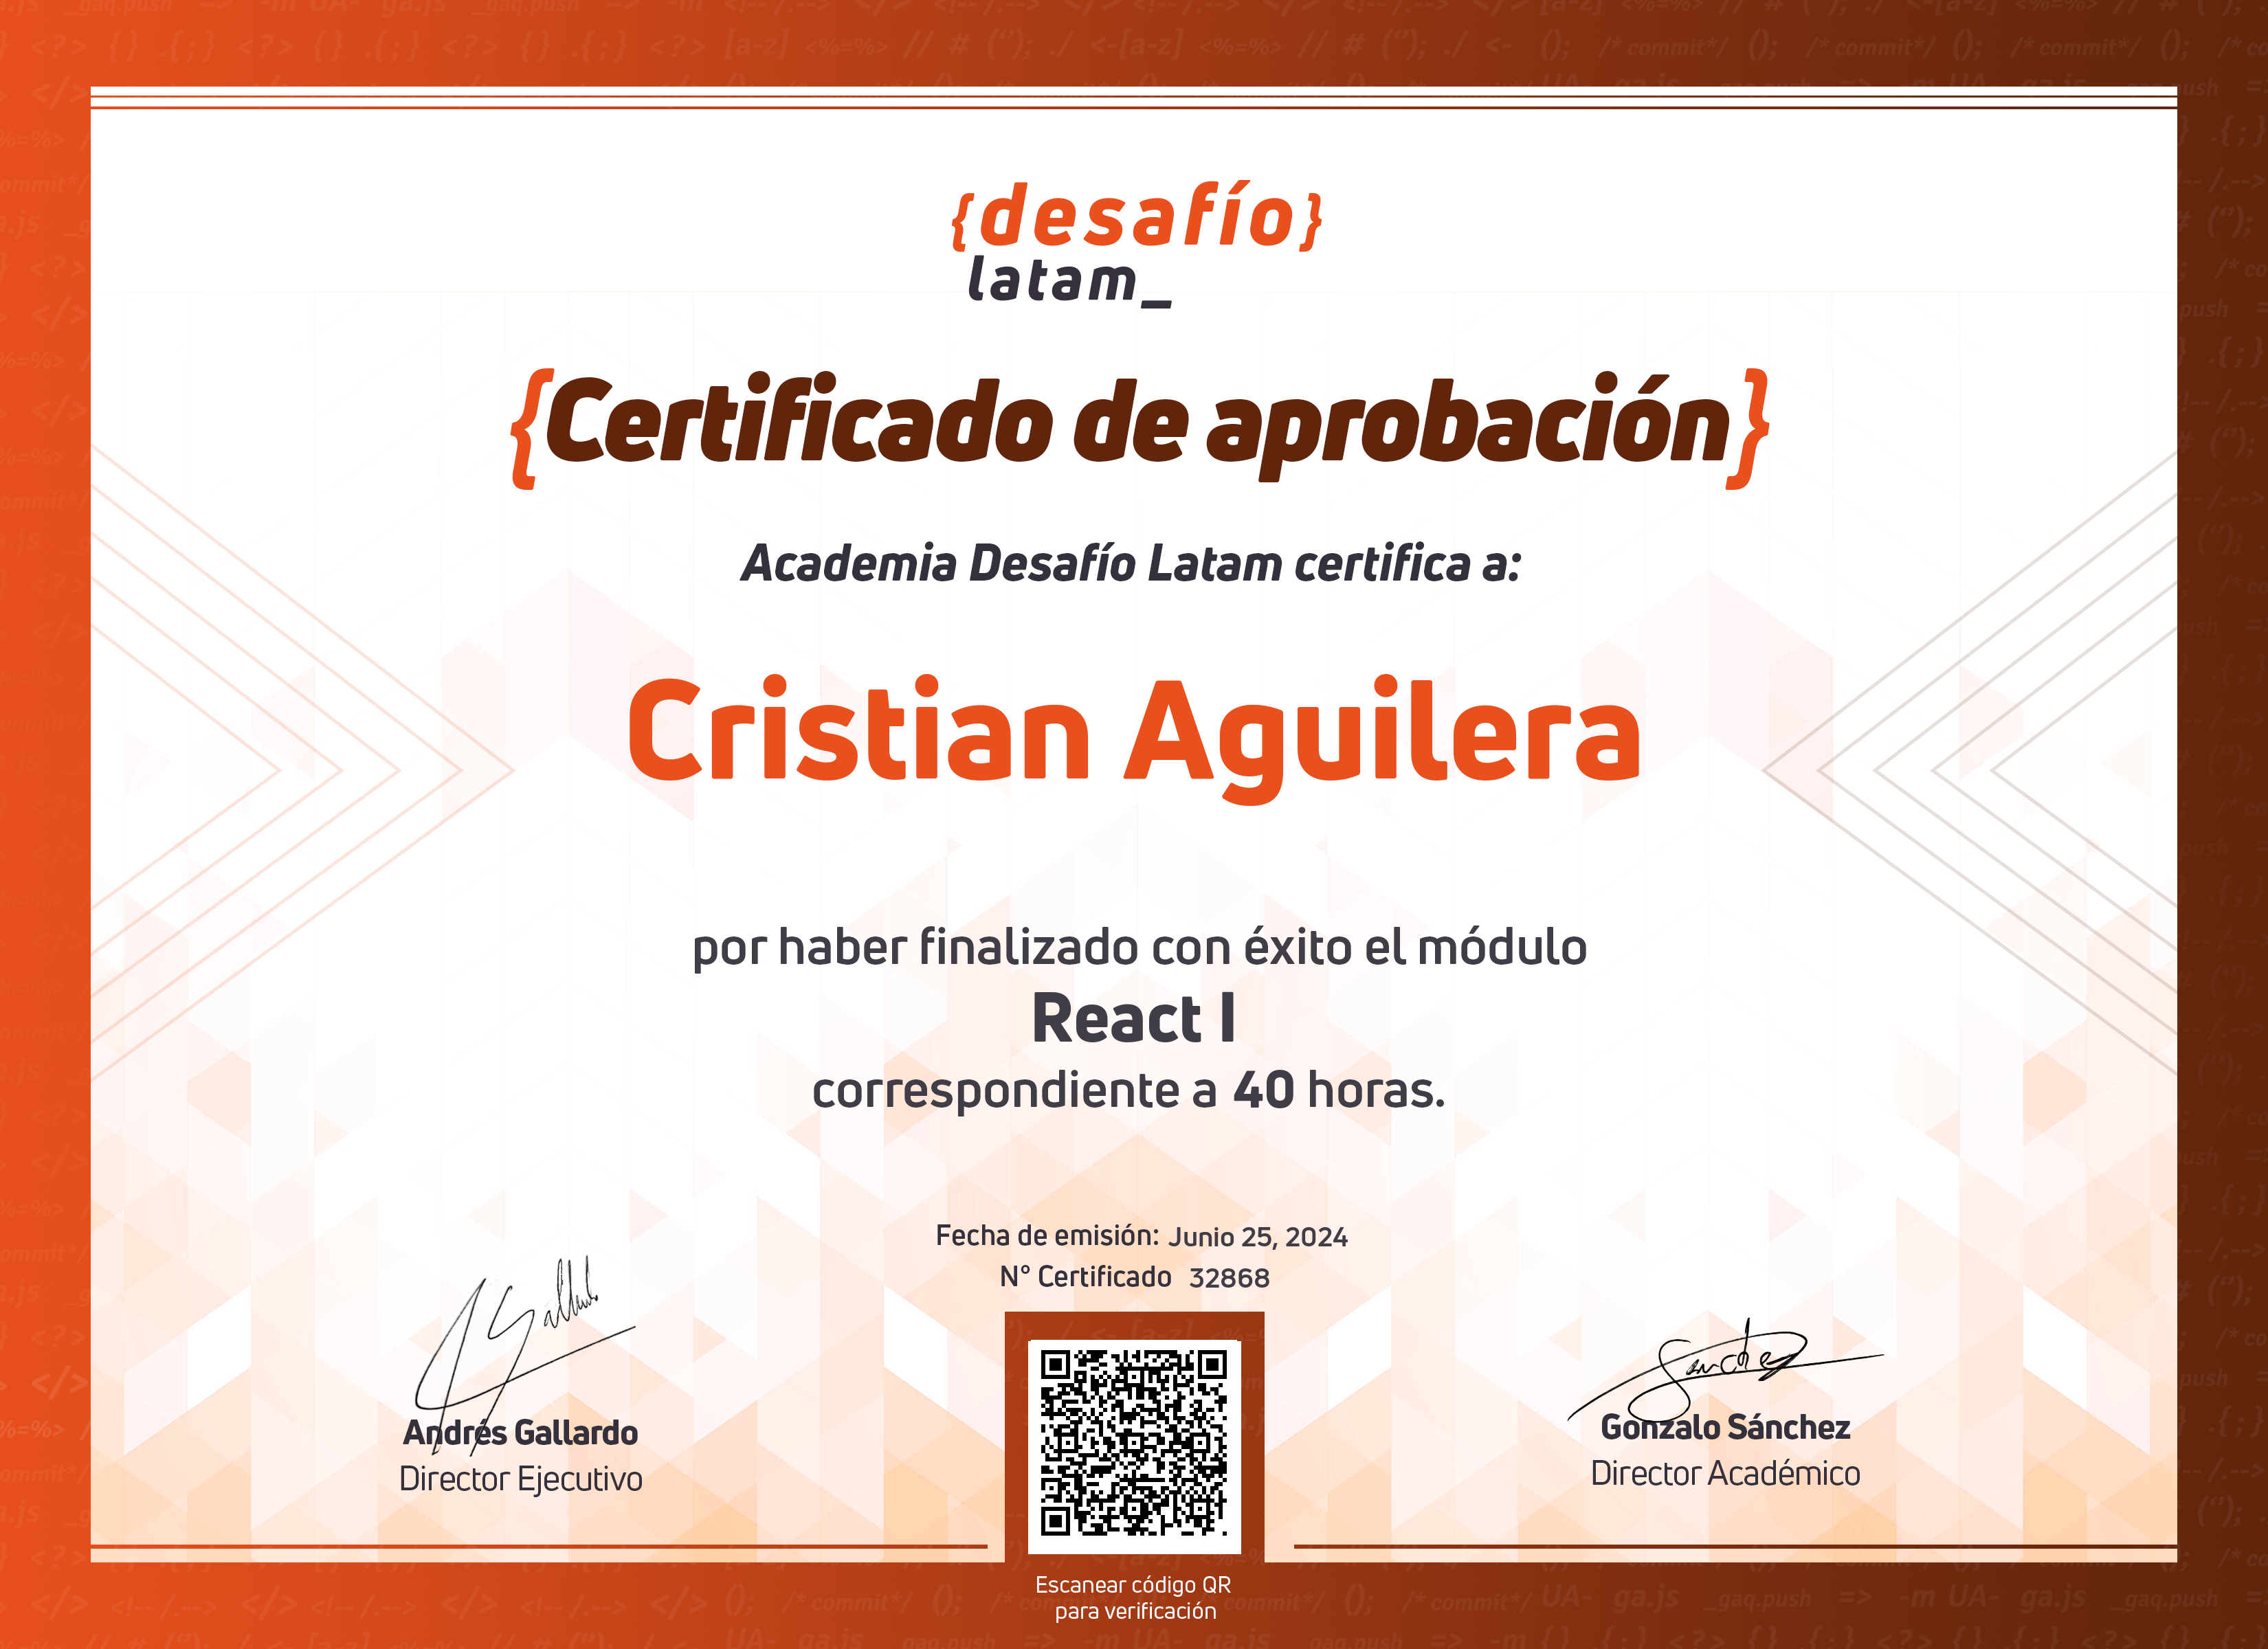 {desafío}
latam_
{Certificado de aprobación}
Academia Desafío Latam certifica a:
Cristian Aguilera
por haber finalizado con éxito el módulo
React I
correspondiente a 40 horas.
Fecha de emisión: Junio 25, 2024
N° Certificado 32868
Andrés Gallardo
Director Ejecutivo
Gonzalo Sánchez
Director Académico
Escanear código QR
para verificación